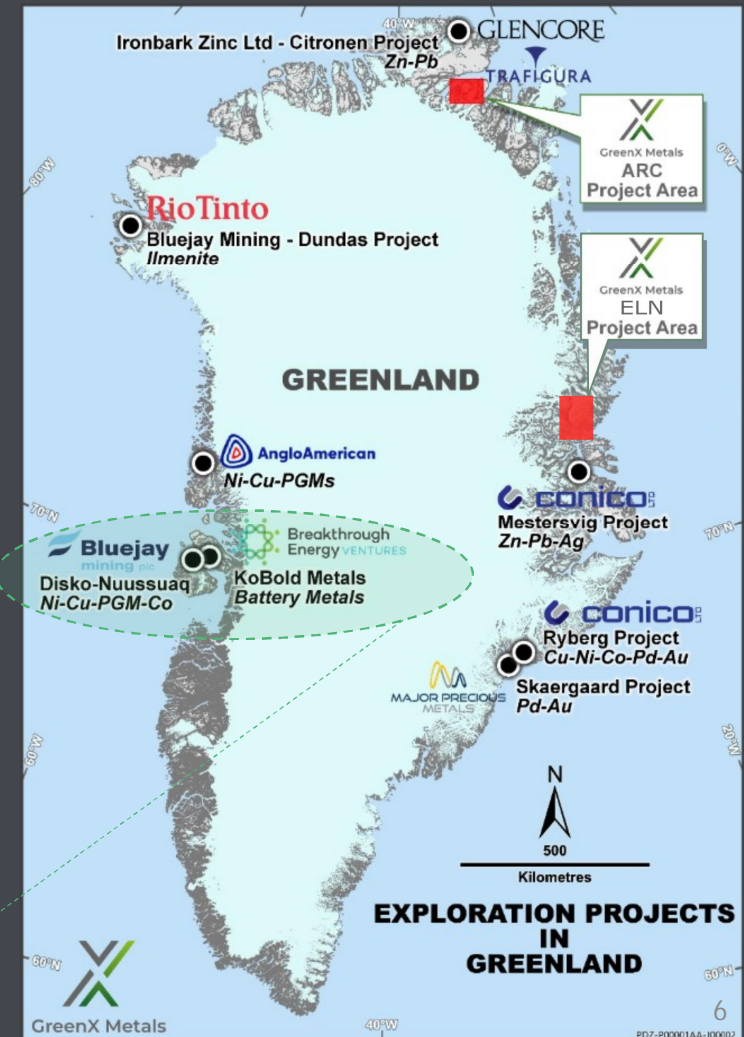 40°W
Ironbark Zinc Ltd - Citronen Project
Zn-Pb
GLENCORE
TRAFIGURA
GreenX Metals
ARC
Project Area
80°W
0°W
RioTinto
Bluejay Mining - Dundas Project
Ilmenite
GreenX Metals
ELN
Project Area
GREENLAND
AngloAmerican
Ni-Cu-PGMs
70°N
conico LTD
Mestersvig Project
Zn-Pb-Ag
70°N
Bluejay
mining plc
Disko-Nuussuaq
Ni-Cu-PGM-Co
Breakthrough
Energy VENTURES
KoBold Metals
Battery Metals
conico LTD
Ryberg Project
Cu-Ni-Co-Pd-Au
MAJOR PRECIOUS
METALS
Skaergaard Project
Pd-Au
60°W
20°W
N
500
Kilometres
EXPLORATION PROJECTS
IN
GREENLAND
60°N
60°N
GreenX Metals
40°W
6
PDZ-P00001AA-J00002